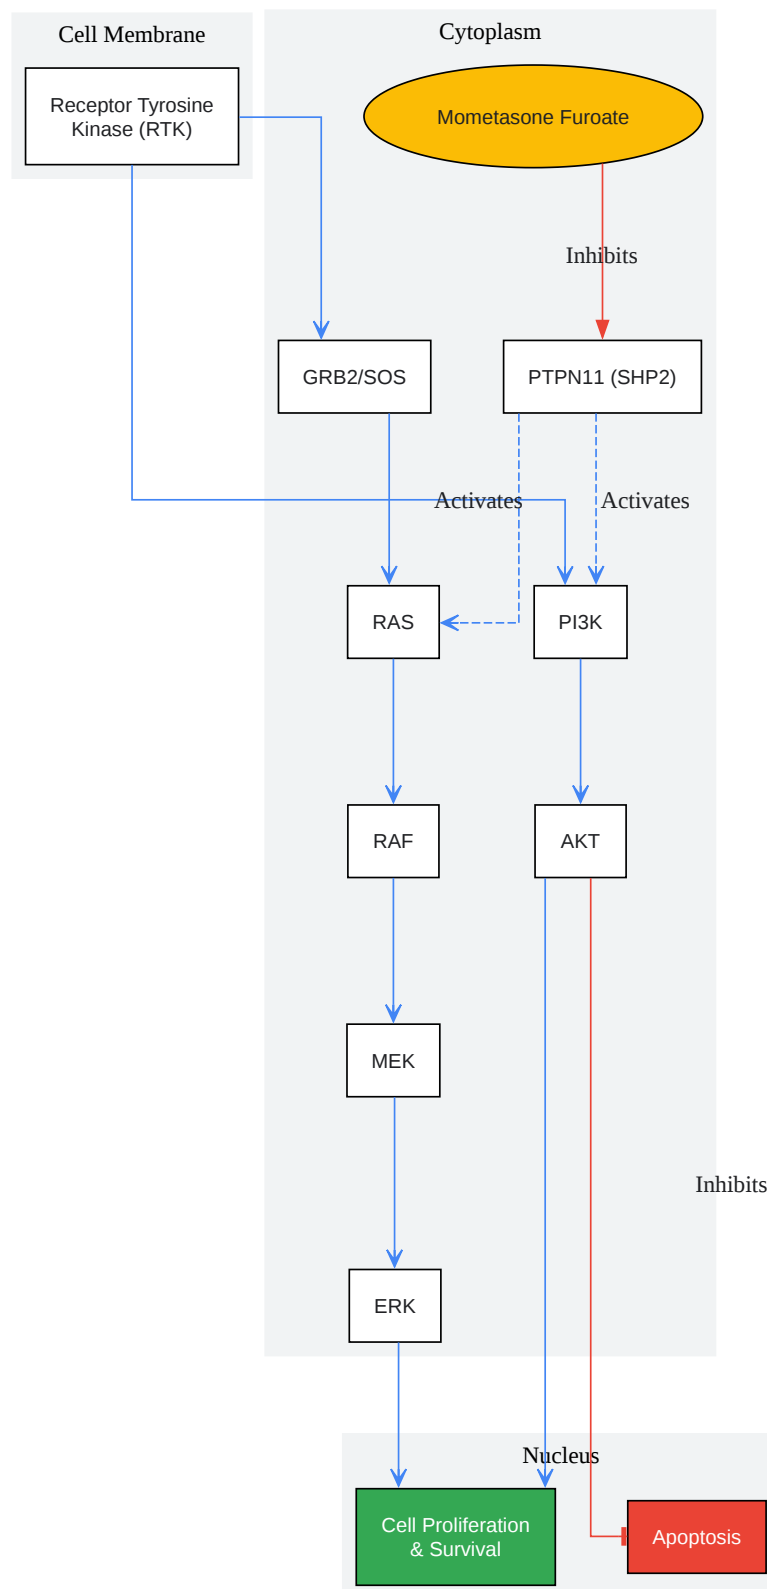 Cell Membrane
Cytoplasm
Receptor Tyrosine
Kinase (RTK)
Mometasone Furoate
Inhibits
GRB2/SOS
PTPN11 (SHP2)
Activates
Activates
RAS
PI3K
RAF
AKT
MEK
Inhibits
ERK
Nucleus
Cell Proliferation
& Survival
Apoptosis